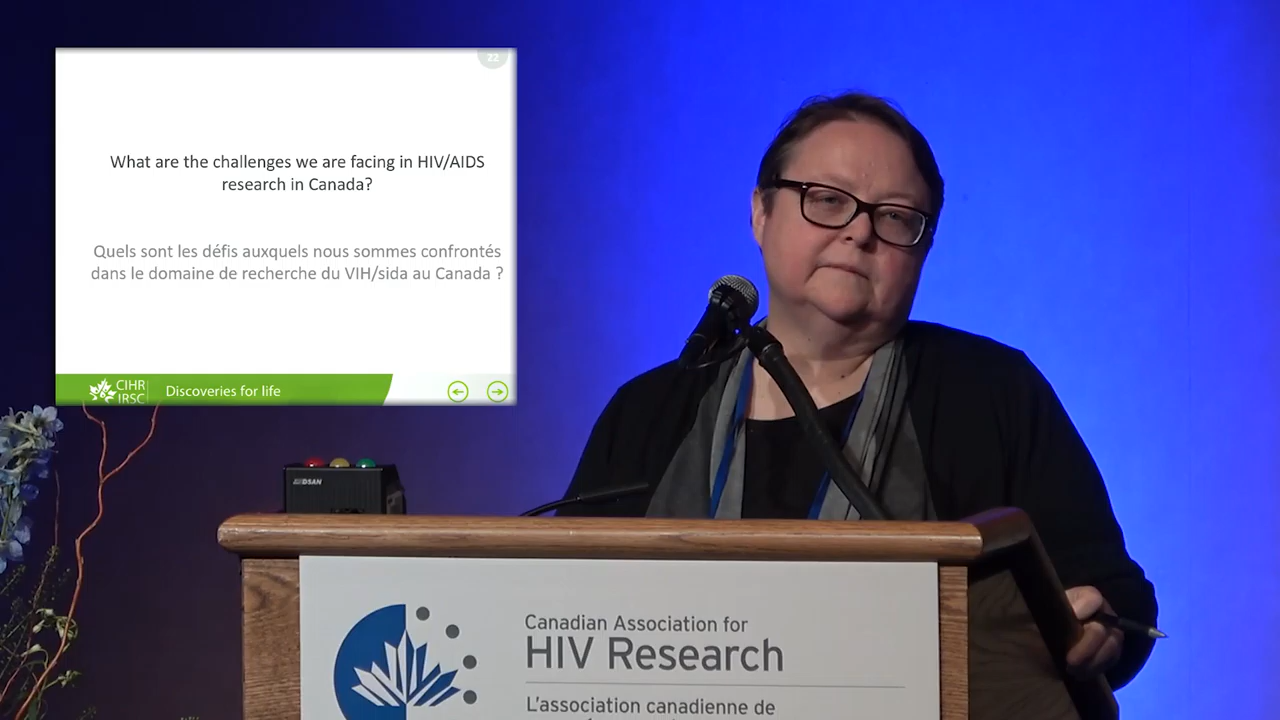 22
What are the challenges we are facing in HIV/AIDS
research in Canada?
Quels sont les défis auxquels nous sommes confrontés
dans le domaine de recherche du VIH/sida au Canada ?
CIHR
IRSC
Discoveries for life
DSAN
Canadian Association for
HIV Research
L'association canadienne de